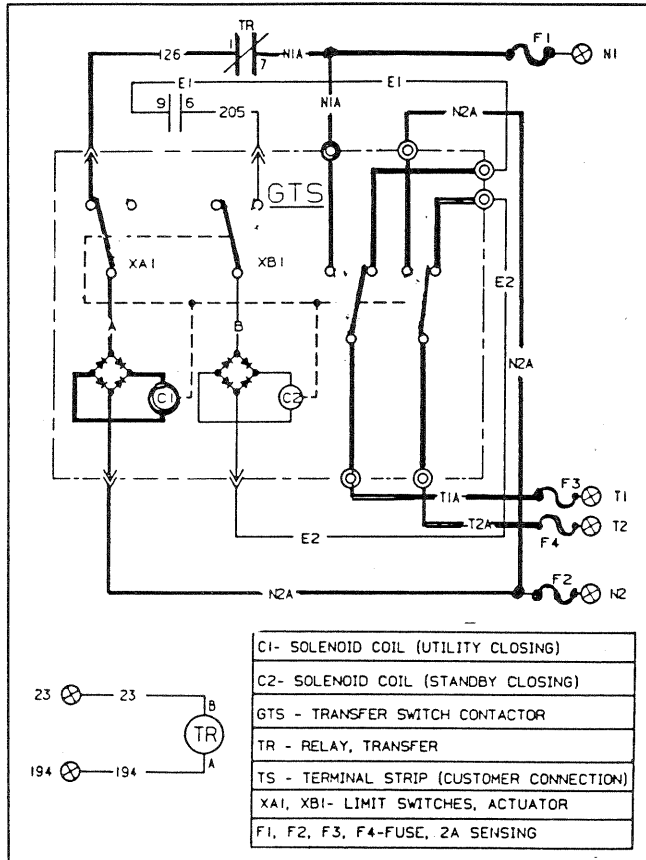 TR F1
126 1 7 N1A N1
E1 E1
9 6 205 N1A N2A
GTS
XA1 XB1
E2
A B N2A
C1 C2
F3
T1A T1
T2A T2
E2 F4
F2
N2A N2
23 23 B
TR
194 194 A
C1- SOLENOID COIL (UTILITY CLOSING)
C2- SOLENOID COIL (STANDBY CLOSING)
GTS - TRANSFER SWITCH CONTACTOR
TR - RELAY, TRANSFER
TS - TERMINAL STRIP (CUSTOMER CONNECTION)
XA1, XB1- LIMIT SWITCHES, ACTUATOR
F1, F2, F3, F4-FUSE, 2A SENSING